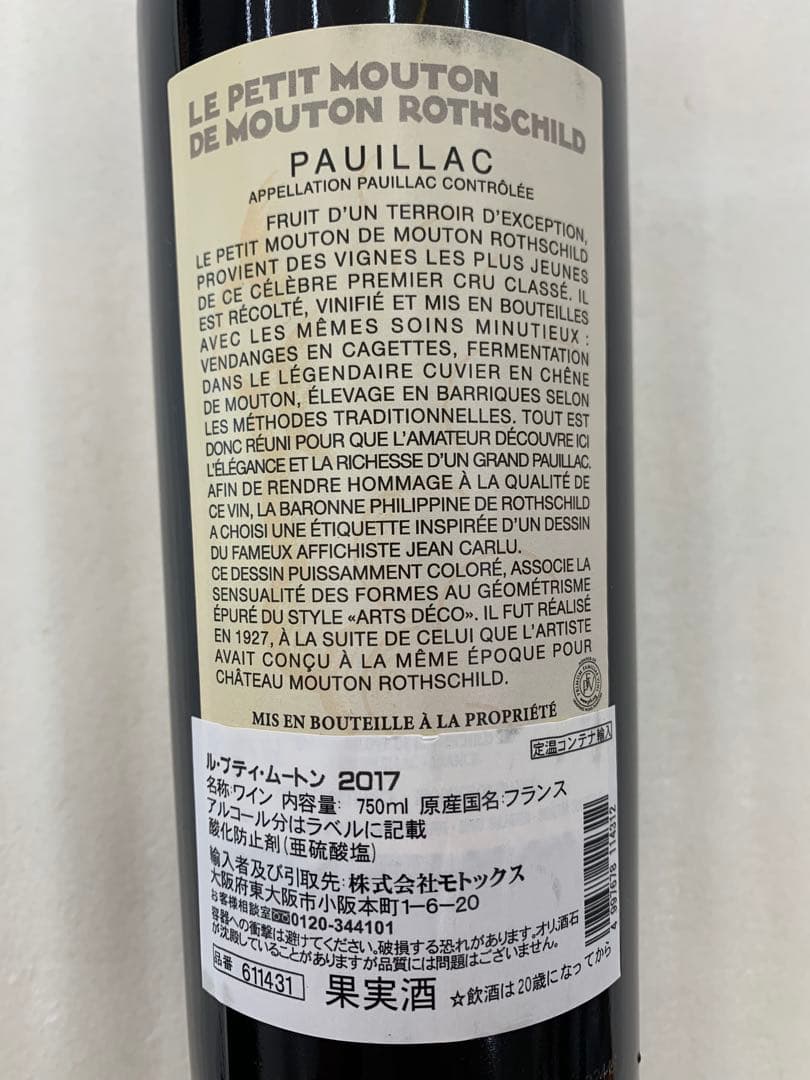 LE PETIT MOUTON
DE MOUTON ROTHSCHILD
PAUILLAC
APPELLATION PAUILLAC CONTRÔLÉE
FRUIT D'UN TERROIR D'EXCEPTION,
LE PETIT MOUTON DE MOUTON ROTHSCHILD
PROVIENT DES VIGNES LES PLUS JEUNES
DE CE CÉLÈBRE PREMIER CRU CLASSÉ. IL
EST RÉCOLTÉ, VINIFIÉ ET MIS EN BOUTEILLES
AVEC LES MÊMES SOINS MINUTIEUX :
VENDANGES EN CAGETTES, FERMENTATION
DANS LE LÉGENDAIRE CUVIER EN CHÊNE
DE MOUTON, ÉLEVAGE EN BARRIQUES SELON
LES MÉTHODES TRADITIONNELLES. TOUT EST
DONC RÉUNI POUR QUE L'AMATEUR DÉCOUVRE ICI
L'ÉLÉGANCE ET LA RICHESSE D'UN GRAND PAUILLAC.
AFIN DE RENDRE HOMMAGE À LA QUALITÉ DE
CE VIN, LA BARONNE PHILIPPINE DE ROTHSCHILD
A CHOISI UNE ÉTIQUETTE INSPIRÉE D'UN DESSIN
DU FAMEUX AFFICHISTE JEAN CARLU.
CE DESSIN PUISSAMMENT COLORÉ, ASSOCIE LA
SENSUALITÉ DES FORMES AU GÉOMÉTRISME
ÉPURÉ DU STYLE «ARTS DÉCO». IL FUT RÉALISÉ
EN 1927, À LA SUITE DE CELUI QUE L'ARTISTE
AVAIT CONÇU À LA MÊME ÉPOQUE POUR
CHÂTEAU MOUTON ROTHSCHILD.
MIS EN BOUTEILLE À LA PROPRIÉTÉ
定温コンテナ輸入
ル・プティ・ムートン 2017
名称:ワイン 内容量: 750ml 原産国名:フランス
アルコール分はラベルに記載
酸化防止剤(亜硫酸塩)
輸入者及び引取先:株式会社モトックス
大阪府東大阪市小阪本町1-6-20
お客様相談室0120-344101
容器への衝撃は避けてください。破損する恐れがあります。オリ、酒石
が沈殿していることがありますが品質には問題はございません。
品番 611431 果実酒 ☆飲酒は20歳になってから
4 997678 114312